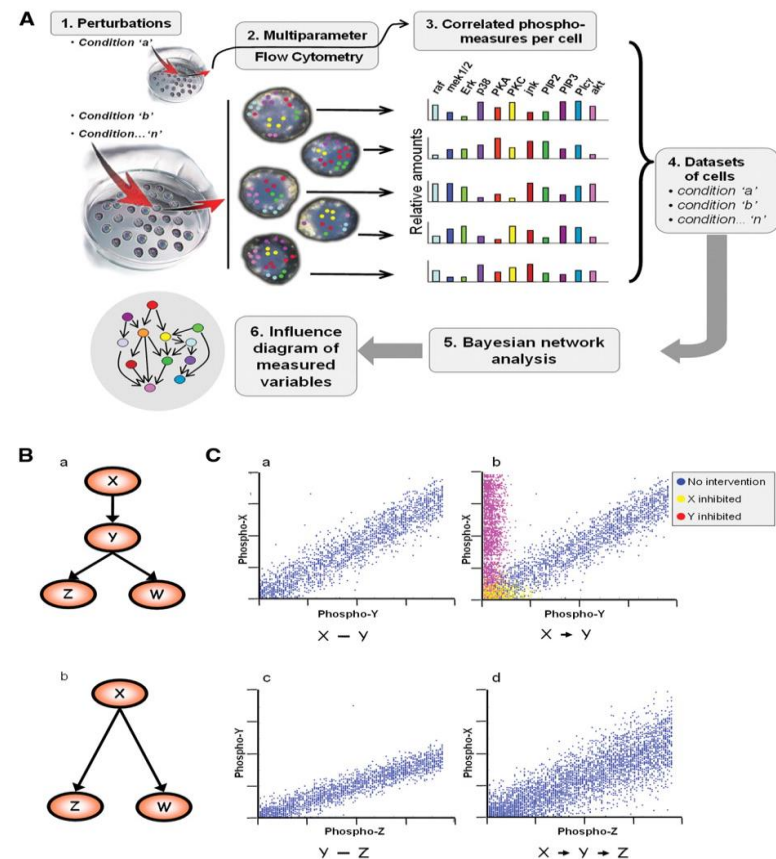 A
1. Perturbations
• Condition ‘a’
• Condition ‘b’
• Condition...‘n’
2. Multiparameter
Flow Cytometry
3. Correlated phospho-
measures per cell
raf
mek1/2
Erk
p38
PKA
PKC
jnk
PIP2
PIP3
Plcγ
akt
Relative amounts
4. Datasets
of cells
• condition ‘a’
• condition ‘b’
• condition... ‘n’
5. Bayesian network
analysis
6. Influence
diagram of
measured
variables
B
a
X
Y
Z
W
b
X
Z
W
C
a
Phospho-X
Phospho-Y
X – Y
b
Phospho-X
Phospho-Y
X → Y
No intervention
X inhibited
Y inhibited
c
Phospho-Y
Phospho-Z
Y – Z
d
Phospho-X
Phospho-Z
X → Y → Z